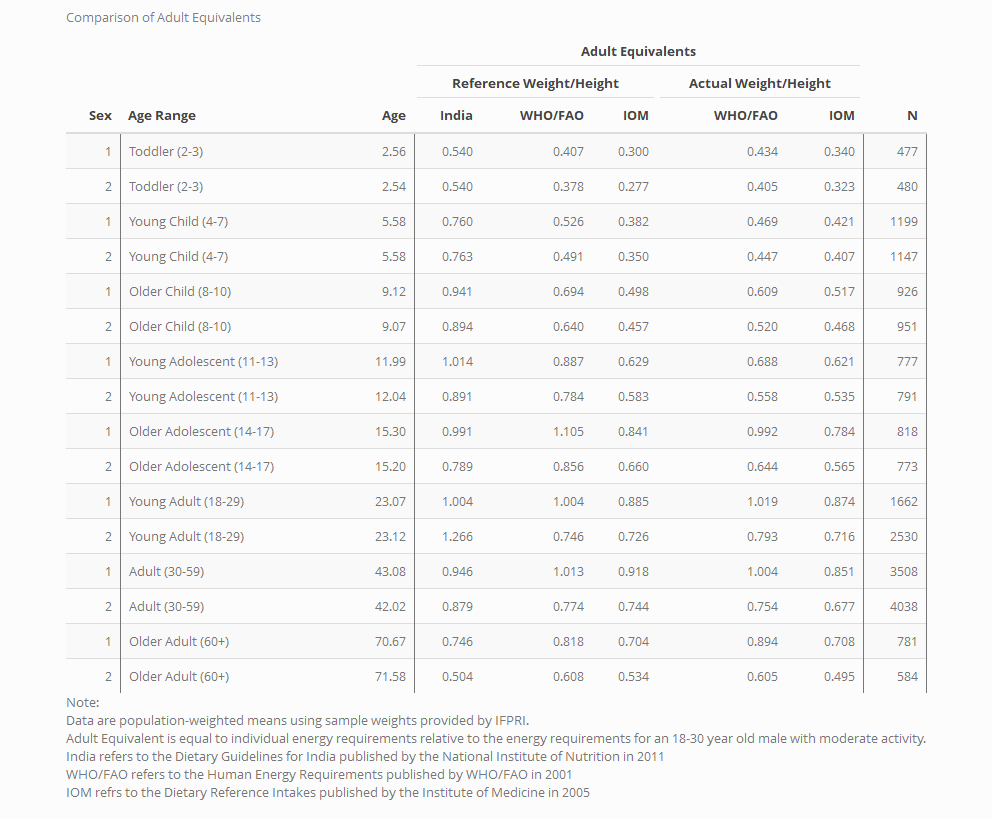 Comparison of Adult Equivalents
Adult Equivalents
Reference Weight/Height Actual Weight/Height
Sex Age Range Age India WHO/FAO IOM WHO/FAO IOM N
1 Toddler (2-3) 2.56 0.540 0.407 0.300 0.434 0.340 477
2 Toddler (2-3) 2.54 0.540 0.378 0.277 0.405 0.323 480
1 Young Child (4-7) 5.58 0.760 0.526 0.382 0.469 0.421 1199
2 Young Child (4-7) 5.58 0.763 0.491 0.350 0.447 0.407 1147
1 Older Child (8-10) 9.12 0.941 0.694 0.498 0.609 0.517 926
2 Older Child (8-10) 9.07 0.894 0.640 0.457 0.520 0.468 951
1 Young Adolescent (11-13) 11.99 1.014 0.887 0.629 0.688 0.621 777
2 Young Adolescent (11-13) 12.04 0.891 0.784 0.583 0.558 0.535 791
1 Older Adolescent (14-17) 15.30 0.991 1.105 0.841 0.992 0.784 818
2 Older Adolescent (14-17) 15.20 0.789 0.856 0.660 0.644 0.565 773
1 Young Adult (18-29) 23.07 1.004 1.004 0.885 1.019 0.874 1662
2 Young Adult (18-29) 23.12 1.266 0.746 0.726 0.793 0.716 2530
1 Adult (30-59) 43.08 0.946 1.013 0.918 1.004 0.851 3508
2 Adult (30-59) 42.02 0.879 0.774 0.744 0.754 0.677 4038
1 Older Adult (60+) 70.67 0.746 0.818 0.704 0.894 0.708 781
2 Older Adult (60+) 71.58 0.504 0.608 0.534 0.605 0.495 584
Note:
Data are population-weighted means using sample weights provided by IFPRI.
Adult Equivalent is equal to individual energy requirements relative to the energy requirements for an 18-30 year old male with moderate activity.
India refers to the Dietary Guidelines for India published by the National Institute of Nutrition in 2011
WHO/FAO refers to the Human Energy Requirements published by WHO/FAO in 2001
IOM refrs to the Dietary Reference Intakes published by the Institute of Medicine in 2005